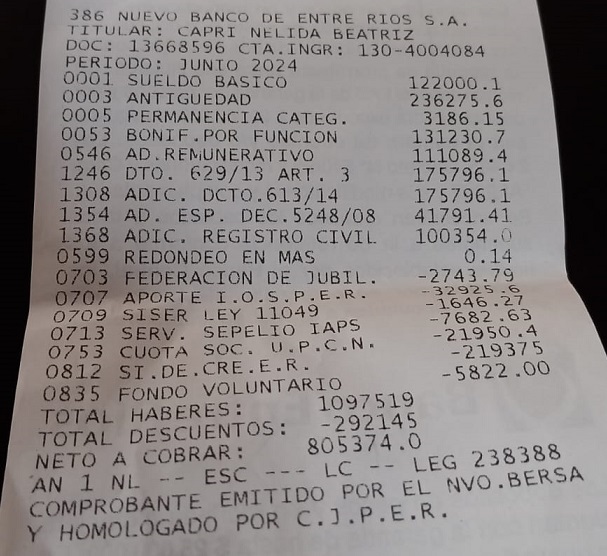 386 NUEVO BANCO DE ENTRE RIOS S.A.
TITULAR: CAPRI NELIDA BEATRIZ
DOC: 13668596 CTA.INGR: 130-4004084
PERIODO: JUNIO 2024
0001 SUELDO BASICO 122000.1
0003 ANTIGUEDAD 236275.6
0005 PERMANENCIA CATEG. 3186.15
0053 BONIF.POR FUNCION 131230.7
0546 AD.REMUNERATIVO 111089.4
1246 DTO. 629/13 ART. 3 175796.1
1308 ADIC. DCTO.613/14 175796.1
1354 AD. ESP. DEC.5248/08 41791.41
1368 ADIC. REGISTRO CIVIL 100354.0
0599 REDONDEO EN MAS 0.14
0703 FEDERACION DE JUBIL. -2743.79
0707 APORTE I.O.S.P.E.R. -32925.6
0709 SISER LEY 11049 -1646.27
0713 SERV. SEPELIO IAPS -7682.63
0753 CUOTA SOC. U.P.C.N. -21950.4
0812 SI.DE.CRE.E.R. -219375
0835 FONDO VOLUNTARIO -5822.00
TOTAL HABERES: 1097519
TOTAL DESCUENTOS: -292145
NETO A COBRAR: 805374.0
AN 1 NL -- ESC --- LC -- LEG 238388
COMPROBANTE EMITIDO POR EL NVO.BERSA
Y HOMOLOGADO POR C.J.P.E.R.